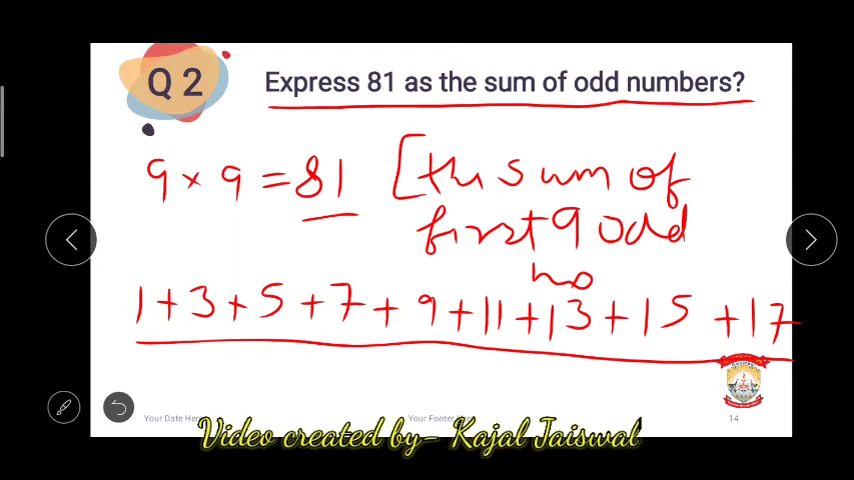 Q 2
Express 81 as the sum of odd numbers?
9 × 9 = 81 [the sum of
first 9 odd
no
1+3+5+7+9+11+13+15+17
Your Date Here
Your Footer Here
14
Video created by- Kajal Jaiswal